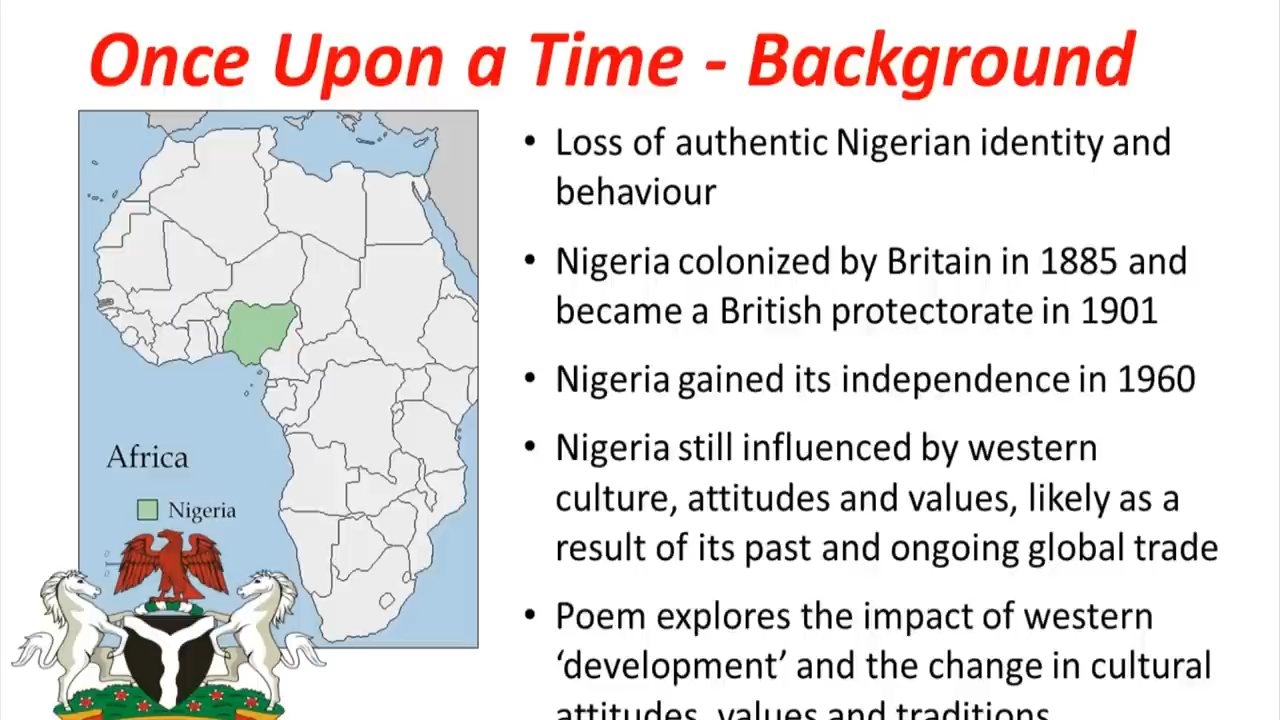 Once Upon a Time - Background
• Loss of authentic Nigerian identity and
behaviour
• Nigeria colonized by Britain in 1885 and
became a British protectorate in 1901
• Nigeria gained its independence in 1960
• Nigeria still influenced by western
culture, attitudes and values, likely as a
result of its past and ongoing global trade
• Poem explores the impact of western
‘development’ and the change in cultural
attitudes, values and traditions
Africa
Nigeria
0
0